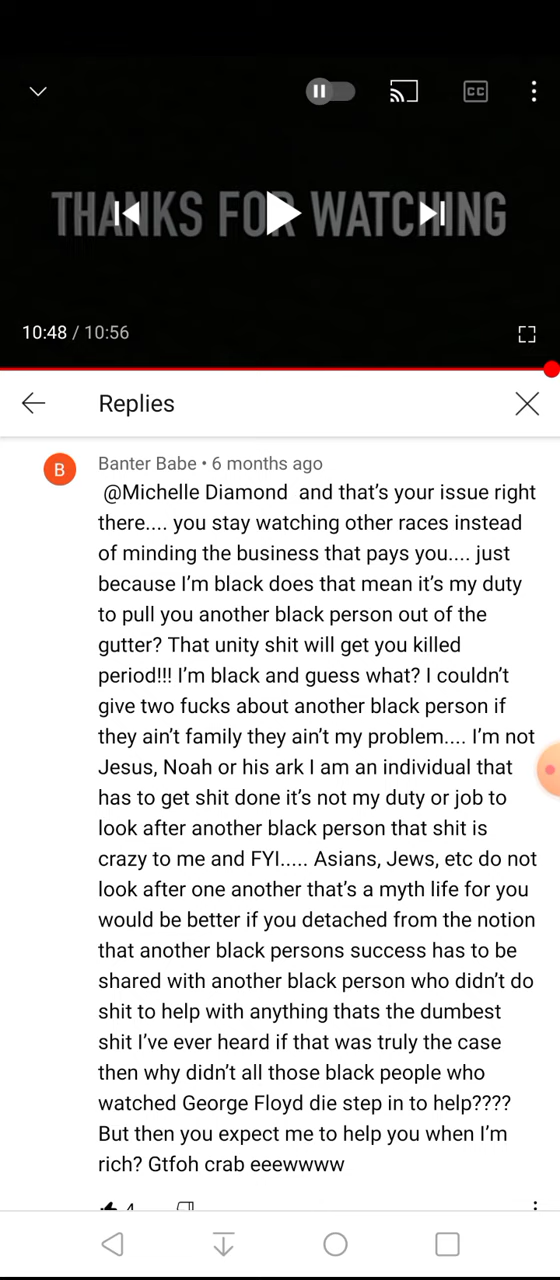 CC
THANKS FOR WATCHING
10:48 / 10:56
Replies
B
Banter Babe • 6 months ago
@Michelle Diamond and that's your issue right
there.... you stay watching other races instead
of minding the business that pays you.... just
because I'm black does that mean it's my duty
to pull you another black person out of the
gutter? That unity shit will get you killed
period!!! I'm black and guess what? I couldn't
give two fucks about another black person if
they ain't family they ain't my problem.... I'm not
Jesus, Noah or his ark I am an individual that
has to get shit done it's not my duty or job to
look after another black person that shit is
crazy to me and FYI..... Asians, Jews, etc do not
look after one another that's a myth life for you
would be better if you detached from the notion
that another black persons success has to be
shared with another black person who didn't do
shit to help with anything thats the dumbest
shit I've ever heard if that was truly the case
then why didn't all those black people who
watched George Floyd die step in to help????
But then you expect me to help you when I'm
rich? Gtfoh crab eeewwww
4